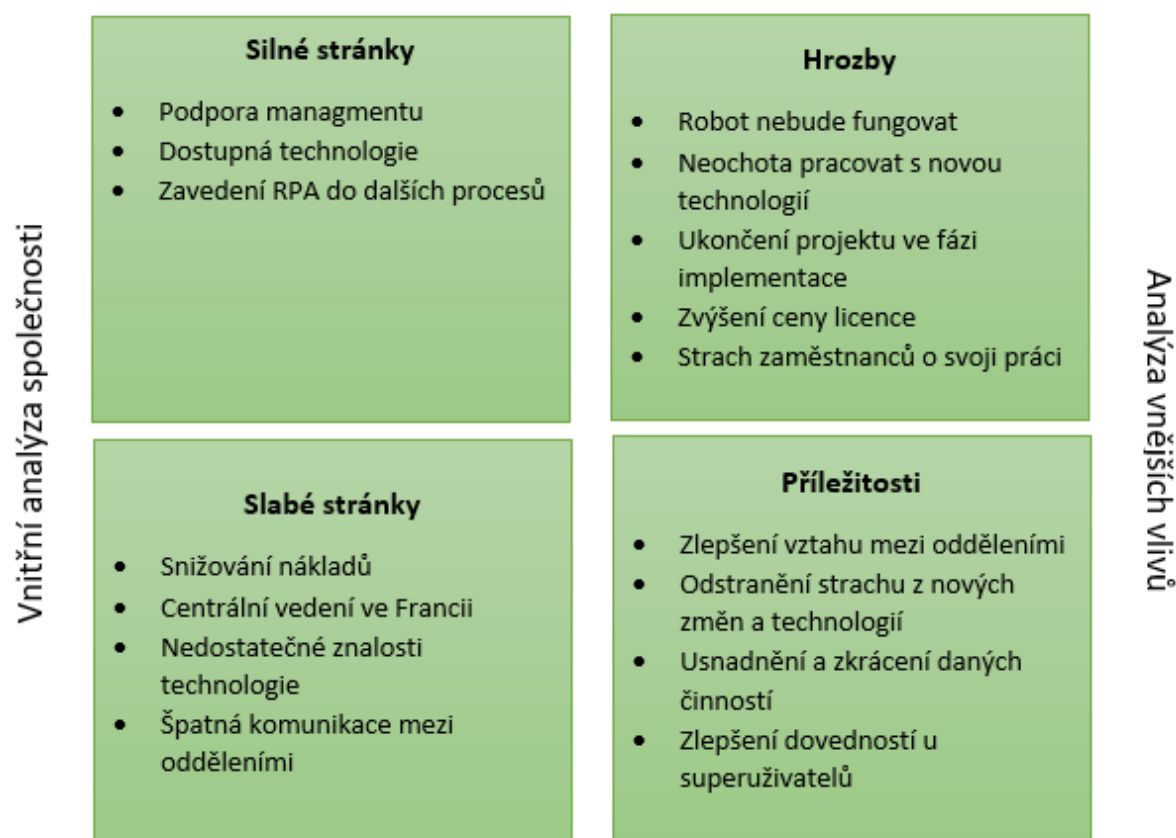 Vnitřní analýza společnosti
Silné stránky
• Podpora managmentu
• Dostupná technologie
• Zavedení RPA do dalších procesů
Hrozby
• Robot nebude fungovat
• Neochota pracovat s novou
technologií
• Ukončení projektu ve fázi
implementace
• Zvýšení ceny licence
• Strach zaměstnanců o svoji práci
Slabé stránky
• Snižování nákladů
• Centrální vedení ve Francii
• Nedostatečné znalosti
technologie
• Špatná komunikace mezi
odděleními
Příležitosti
• Zlepšení vztahu mezi odděleními
• Odstranění strachu z nových
změn a technologií
• Usnadnění a zkrácení daných
činností
• Zlepšení dovedností u
superuživatelů
Analýza vnějších vlivů